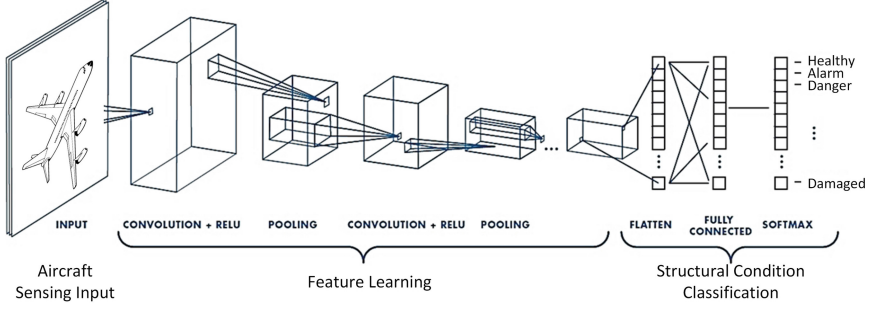 Healthy
Alarm
Danger
Damaged
INPUT
CONVOLUTION + RELU
POOLING
CONVOLUTION + RELU
POOLING
FLATTEN
FULLY
CONNECTED
SOFTMAX
Aircraft
Sensing Input
Feature Learning
Structural Condition
Classification